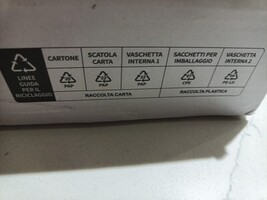 LINEE GUIDA PER IL RICICLAGGIO
CARTONE
SCATOLA CARTA
VASCHETTA INTERNA 1
SACCHETTI PER IMBALLAGGIO
VASCHETTA INTERNA 2
PAP
PAP
PAP
CPE
RACCOLTA CARTA
RACCOLTA PLASTICA